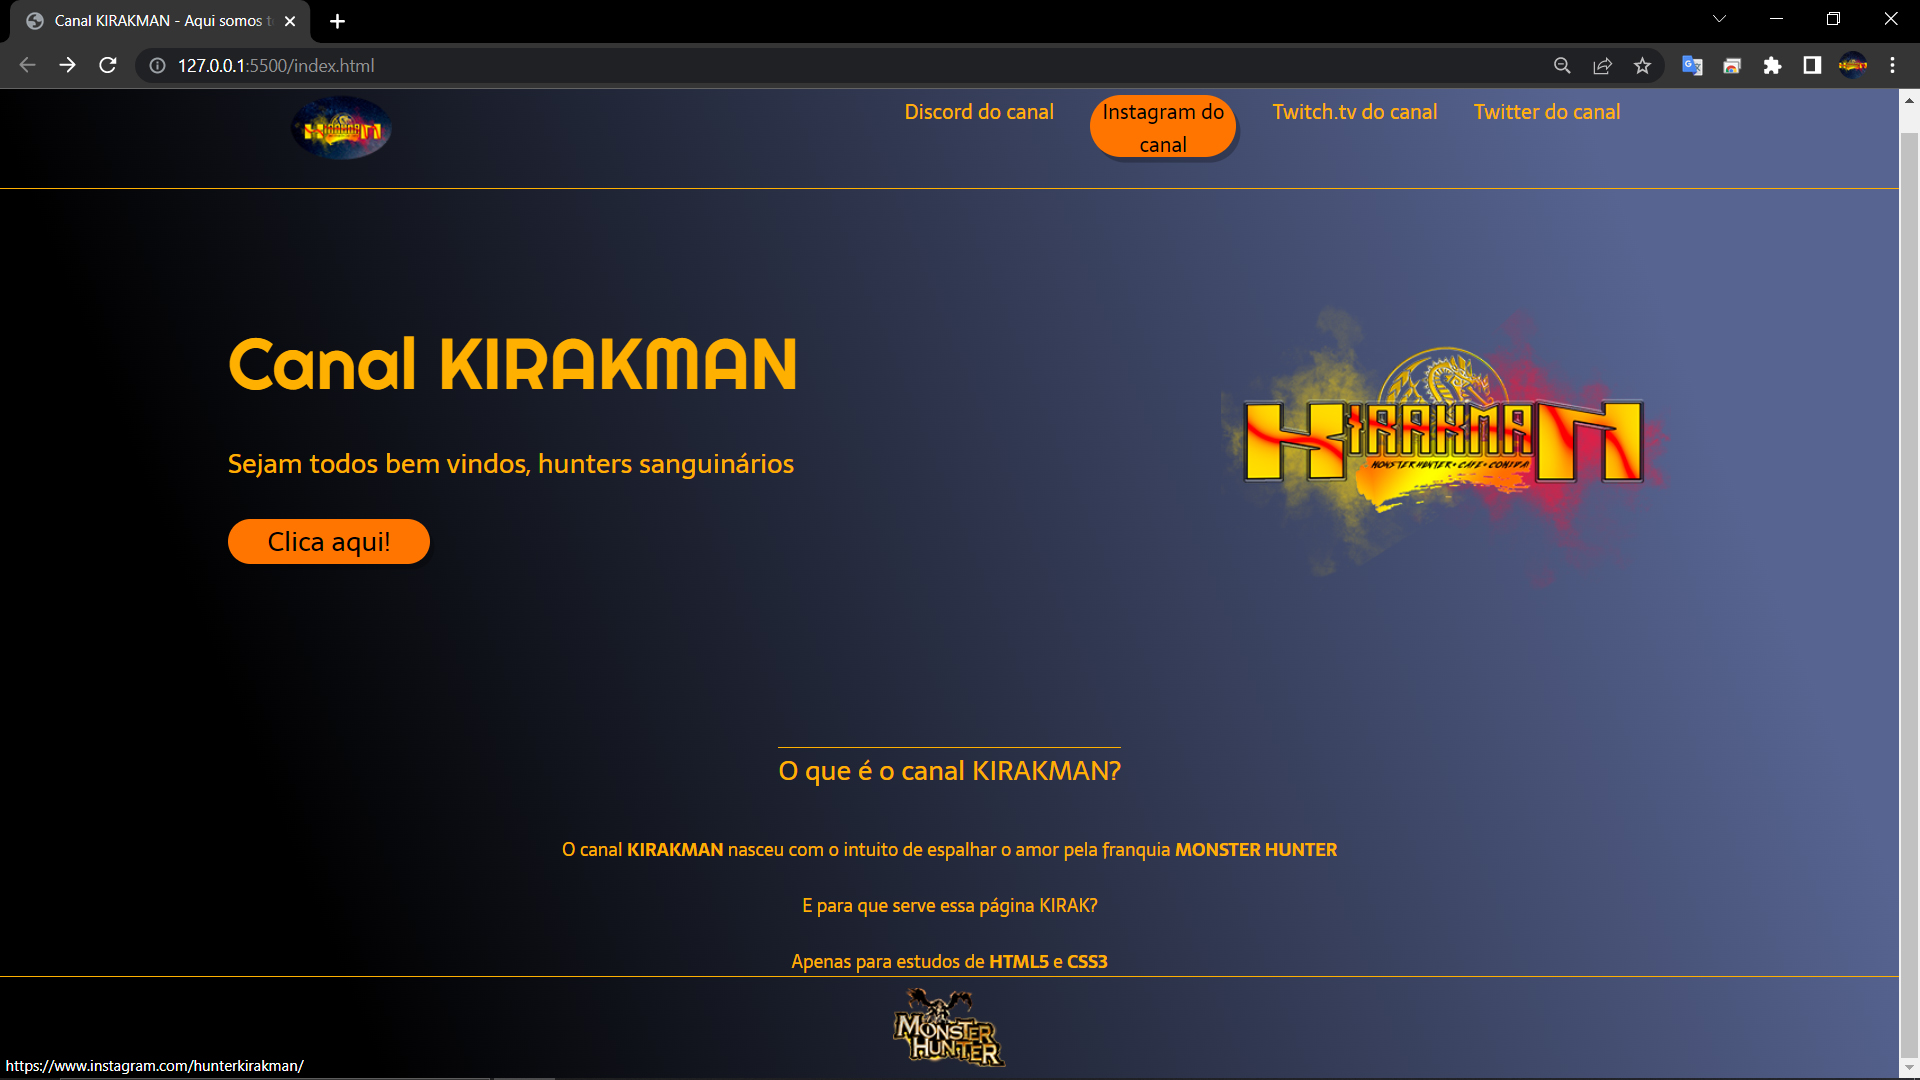 Canal KIRAKMAN - Aqui somos t
127.0.0.1:5500/index.html
KIRAKMAN
Discord do canal
Instagram do
canal
Twitch.tv do canal
Twitter do canal
Canal KIRAKMAN
Sejam todos bem vindos, hunters sanguinários
Clica aqui!
KIRAKMAN
MONSTER HUNTER • CAFE • COMIDA
O que é o canal KIRAKMAN?
O canal KIRAKMAN nasceu com o intuito de espalhar o amor pela franquia MONSTER HUNTER
E para que serve essa página KIRAK?
Apenas para estudos de HTML5 e CSS3
MONSTER
HUNTER
https://www.instagram.com/hunterkirakman/